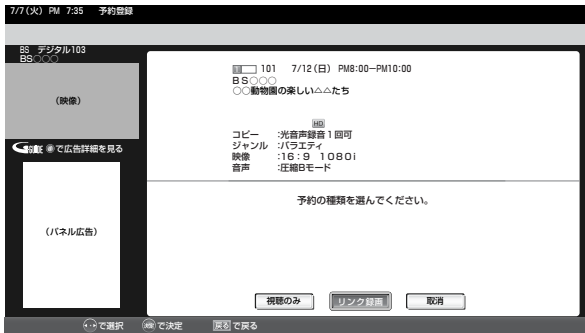 7/7(火) PM 7:35 予約登録
BS デジタル103
BS○○○
(映像)
で広告詳細を見る
(パネル広告)
101 7/12(日) PM8:00−PM10:00
BS○○○
○○動物園の楽しい△△たち
HD
コピー :光音声録音1回可
ジャンル :バラエティ
映像 :16:9 1080i
音声 :圧縮Bモード
予約の種類を選んでください。
視聴のみ リンク録画 取消
で選択 で決定 戻る で戻る